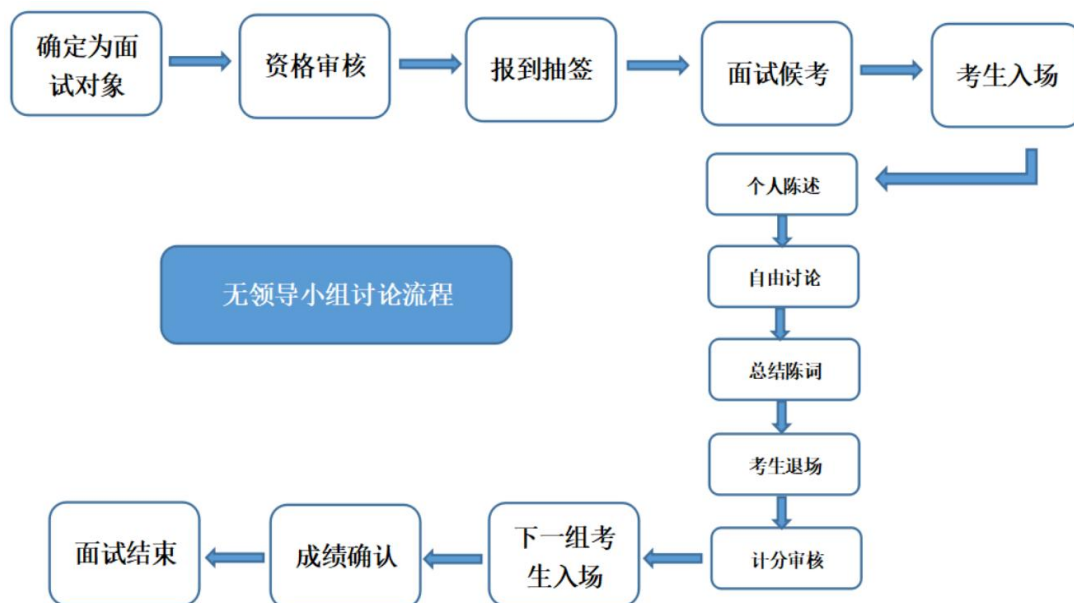 确定为面
试对象
资格审核
报到抽签
面试候考
考生入场
个人陈述
自由讨论
无领导小组讨论流程
总结陈词
考生退场
计分审核
下一组考
生入场
成绩确认
面试结束